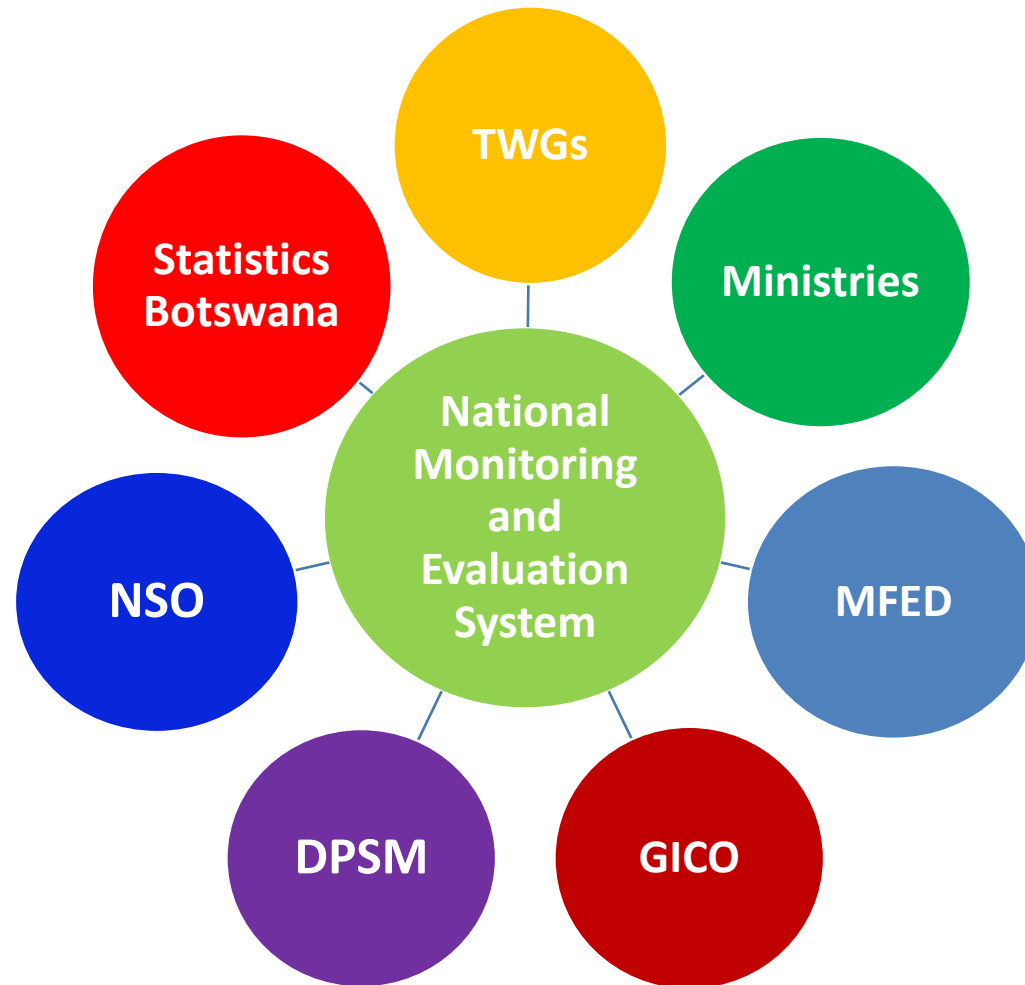 TWGs
Statistics
Botswana
Ministries
National
Monitoring
and
Evaluation
System
NSO
MFED
DPSM
GICO